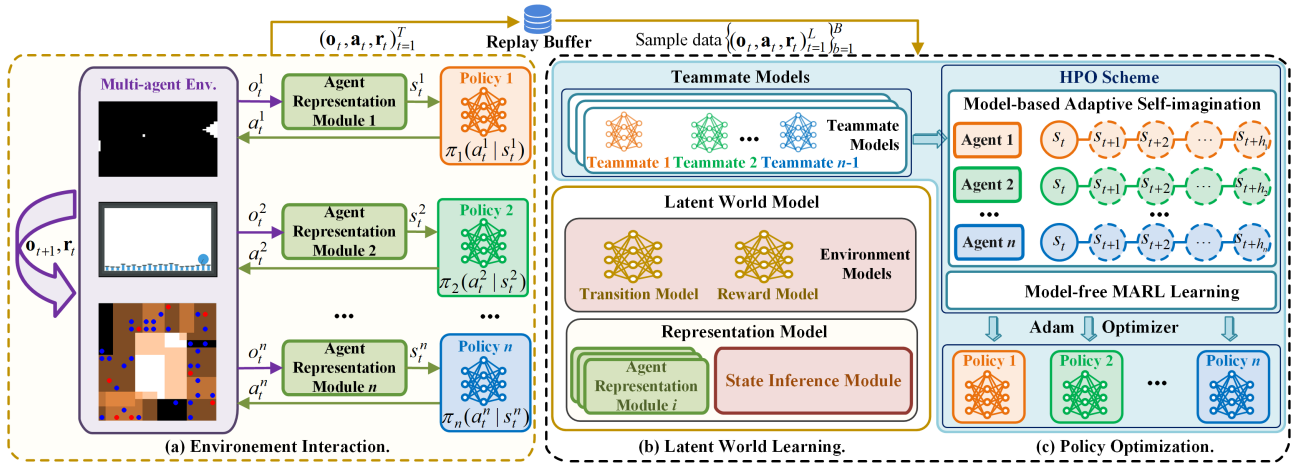 (o_t, a_t, r_t)_{t=1}^T
Replay Buffer
Sample data {(o_t, a_t, r_t)_{t=1}^L}_{b=1}^B
Multi-agent Env.
o_{t+1}, r_t
o_t^1
a_t^1
Agent
Representation
Module 1
s_t^1
Policy 1
π_1(a_t^1 | s_t^1)
o_t^2
a_t^2
Agent
Representation
Module 2
s_t^2
Policy 2
π_2(a_t^2 | s_t^2)
...
...
o_t^n
a_t^n
Agent
Representation
Module n
s_t^n
Policy n
π_n(a_t^n | s_t^n)
(a) Environement Interaction.
Teammate Models
Teammate 1
Teammate 2
...
Teammate n-1
Teammate
Models
Latent World Model
Transition Model
Reward Model
Environment
Models
Representation Model
Agent
Representation
Module i
State Inference Module
(b) Latent World Learning.
HPO Scheme
Model-based Adaptive Self-imagination
Agent 1 s_t s_{t+1} s_{t+2} ... s_{t+h_1}
Agent 2 s_t s_{t+1} s_{t+2} ... s_{t+h_2}
... ...
Agent n s_t s_{t+1} s_{t+2} ... s_{t+h_n}
Model-free MARL Learning
Adam Optimizer
Policy 1
Policy 2
...
Policy n
(c) Policy Optimization.